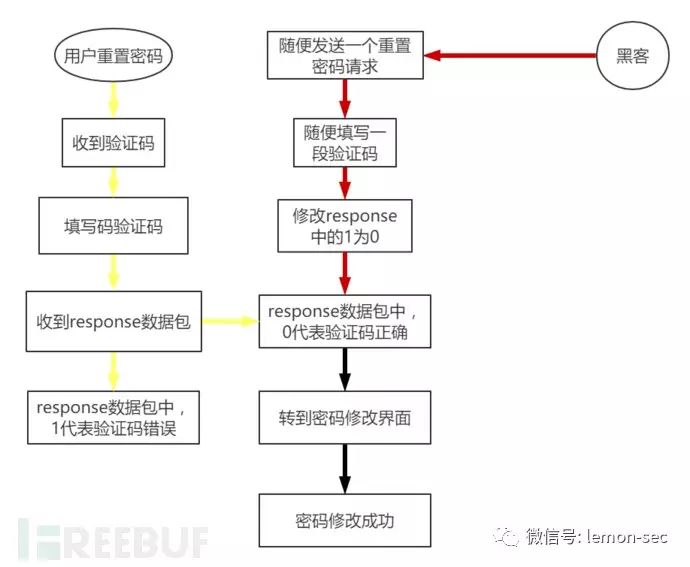 用户重置密码
收到验证码
填写码验证码
收到response数据包
response数据包中，
1代表验证码错误
随便发送一个重置
密码请求
黑客
随便填写一
段验证码
修改response
中的1为0
response数据包中，
0代表验证码正确
转到密码修改界面
密码修改成功
FREEBUF
微信号: lemon-sec